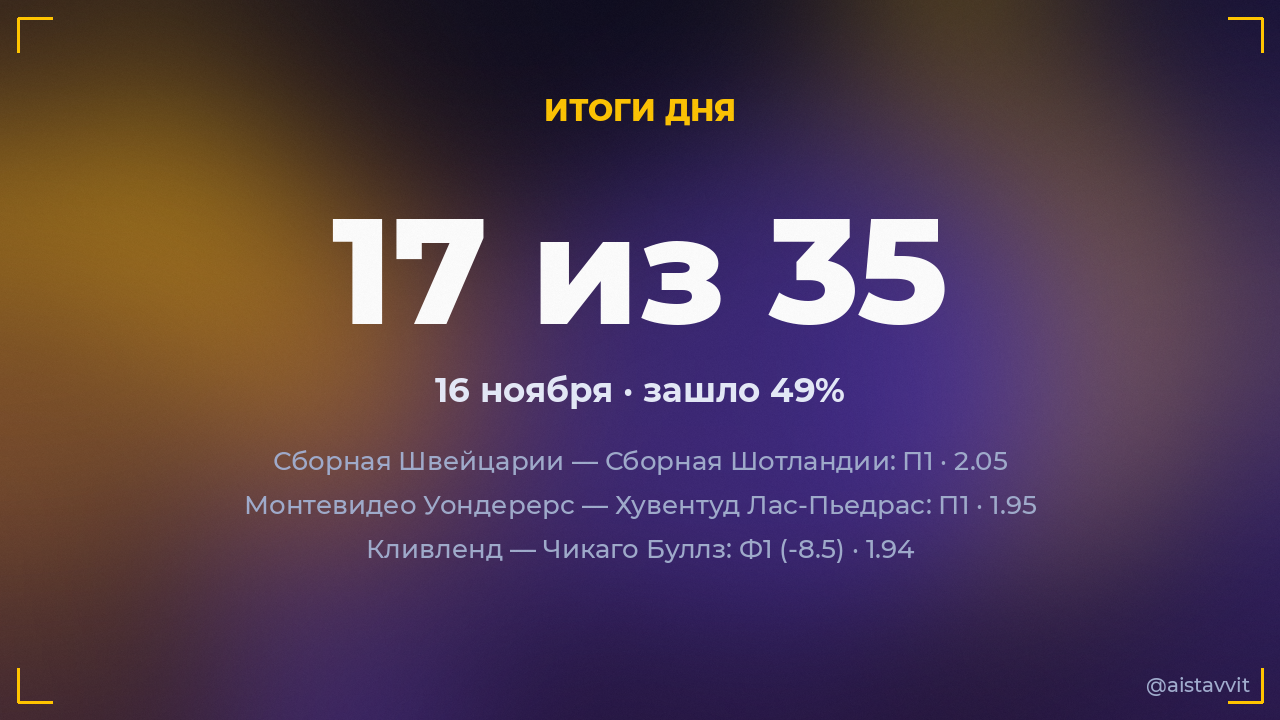 ИТОГИ ДНЯ
17 из 35
16 ноября · зашло 49%
Сборная Швейцарии — Сборная Шотландии: П1 · 2.05
Монтевидео Уондерерс — Хувентуд Лас-Пьедрас: П1 · 1.95
Кливленд — Чикаго Буллз: Ф1 (-8.5) · 1.94
@aistavvit